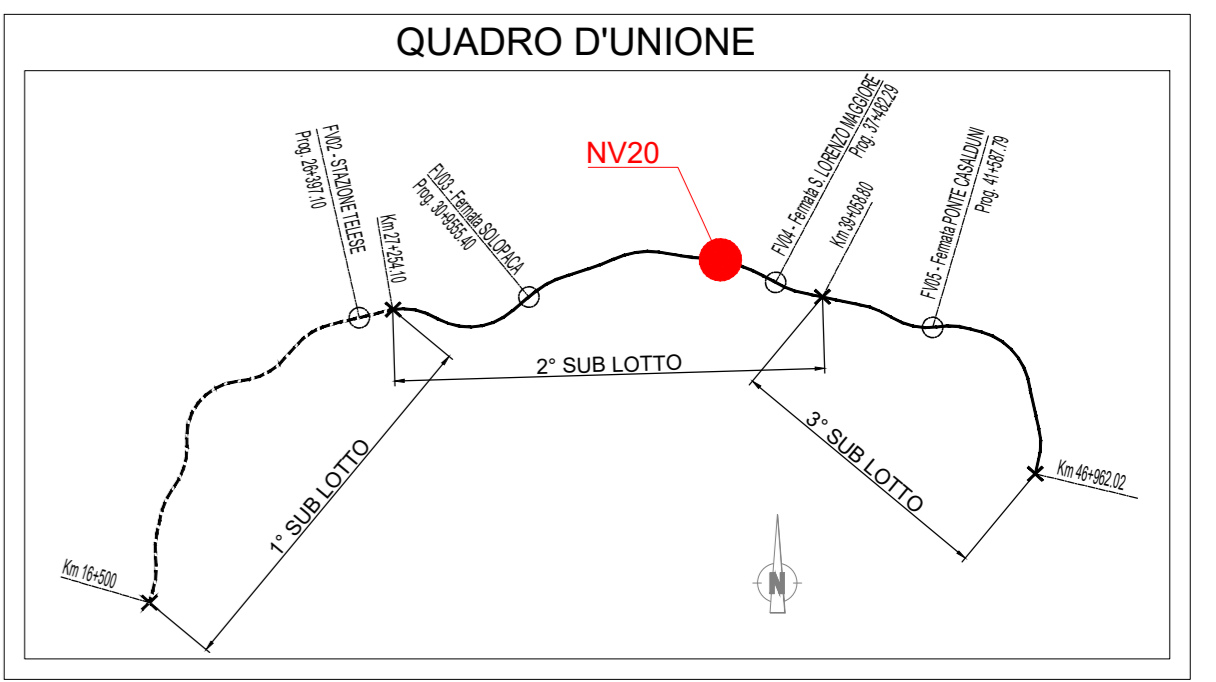 QUADRO D'UNIONE
FV02 - STAZIONE TELESE
Prog. 26+397.10
Km 27+254.10
FV03 - Fermata SOLOPACA
Prog. 30+9555.40
NV20
FV04 - Fermata S. LORENZO MAGGIORE
Prog. 37+482.29
Km 39+058.80
FV05 - Fermata PONTE CASALDUNI
Prog. 41+587.79
2° SUB LOTTO
1° SUB LOTTO
3° SUB LOTTO
Km 46+962.02
Km 16+500
N